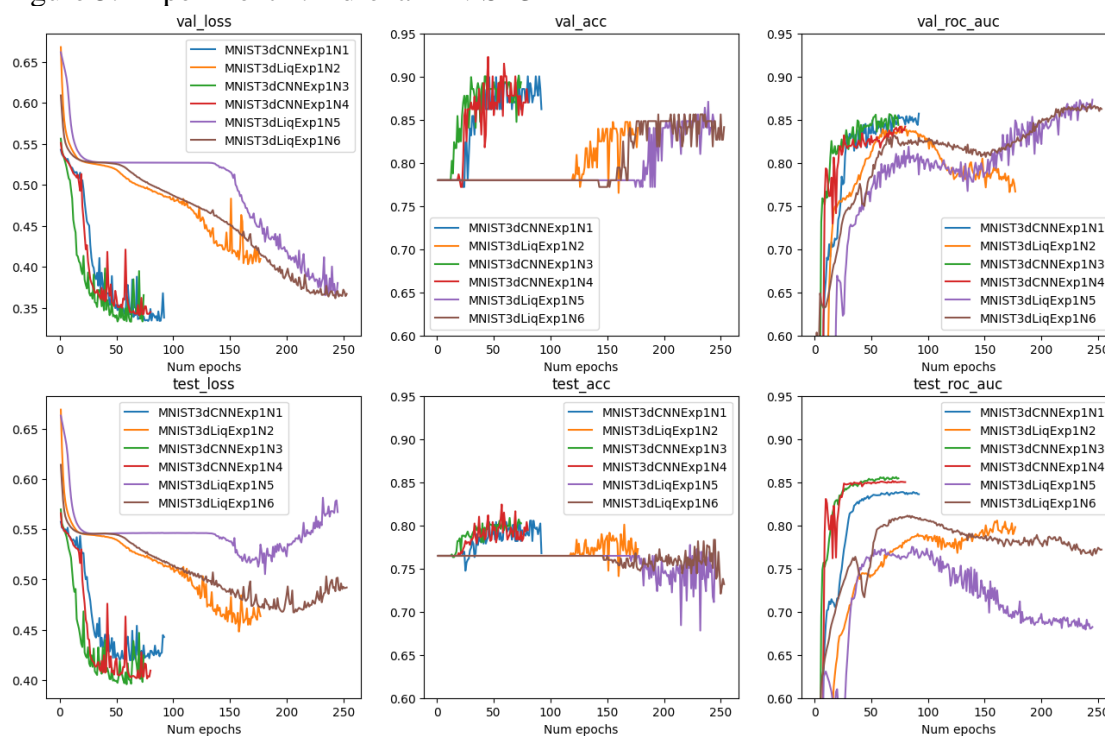 val_loss
val_acc
val_roc_auc
0.65
0.60
0.55
0.50
0.45
0.40
0.35
MNIST3dCNNExp1N1
MNIST3dLiqExp1N2
MNIST3dCNNExp1N3
MNIST3dCNNExp1N4
MNIST3dLiqExp1N5
MNIST3dLiqExp1N6
0 50 100 150 200 250
Num epochs
0.95
0.90
0.85
0.80
0.75
0.70
0.65
0.60
MNIST3dCNNExp1N1
MNIST3dLiqExp1N2
MNIST3dCNNExp1N3
MNIST3dCNNExp1N4
MNIST3dLiqExp1N5
MNIST3dLiqExp1N6
0 50 100 150 200 250
Num epochs
0.95
0.90
0.85
0.80
0.75
0.70
0.65
0.60
MNIST3dCNNExp1N1
MNIST3dLiqExp1N2
MNIST3dCNNExp1N3
MNIST3dCNNExp1N4
MNIST3dLiqExp1N5
MNIST3dLiqExp1N6
0 50 100 150 200 250
Num epochs
test_loss
test_acc
test_roc_auc
0.65
0.60
0.55
0.50
0.45
0.40
MNIST3dCNNExp1N1
MNIST3dLiqExp1N2
MNIST3dCNNExp1N3
MNIST3dCNNExp1N4
MNIST3dLiqExp1N5
MNIST3dLiqExp1N6
0 50 100 150 200 250
Num epochs
0.95
0.90
0.85
0.80
0.75
0.70
0.65
0.60
MNIST3dCNNExp1N1
MNIST3dLiqExp1N2
MNIST3dCNNExp1N3
MNIST3dCNNExp1N4
MNIST3dLiqExp1N5
MNIST3dLiqExp1N6
0 50 100 150 200 250
Num epochs
0.95
0.90
0.85
0.80
0.75
0.70
0.65
0.60
MNIST3dCNNExp1N1
MNIST3dLiqExp1N2
MNIST3dCNNExp1N3
MNIST3dCNNExp1N4
MNIST3dLiqExp1N5
MNIST3dLiqExp1N6
0 50 100 150 200 250
Num epochs